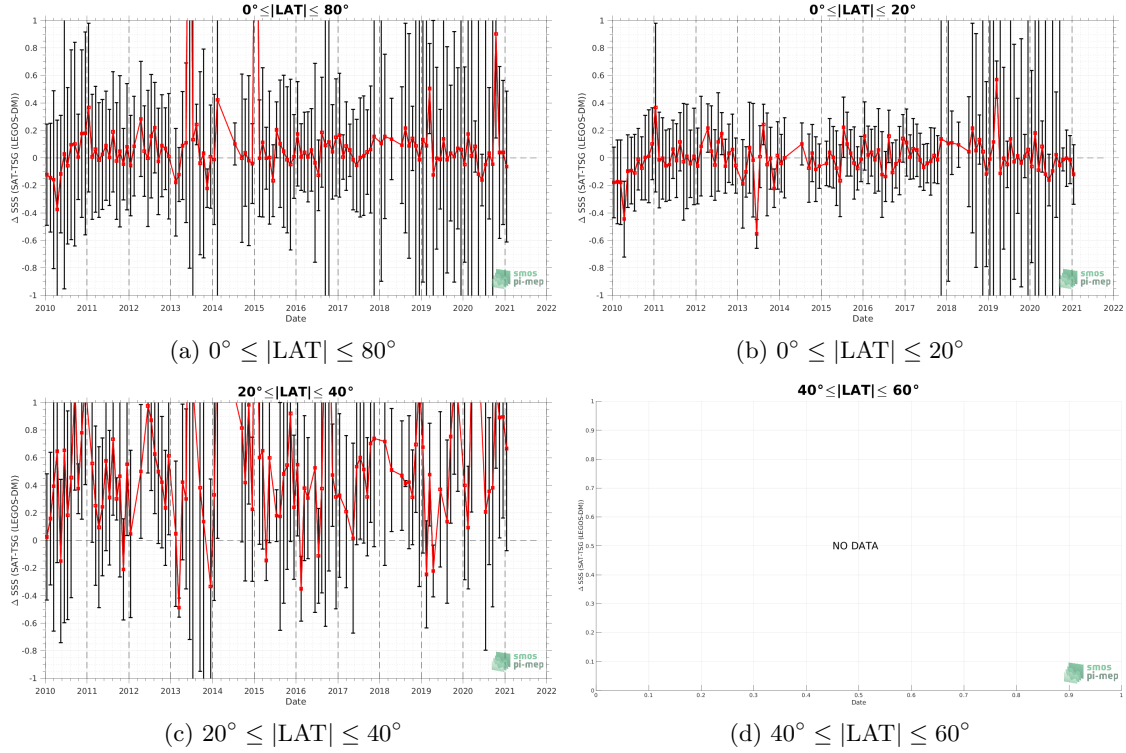 0°≤|LAT|≤ 80°
Δ SSS (SAT-TSG (LEGOS-DM))
1
0.8
0.6
0.4
0.2
0
-0.2
-0.4
-0.6
-0.8
-1
2010 2011 2012 2013 2014 2015 2016 2017 2018 2019 2020 2021 2022
Date
smos
pi-mep
(a) 0° ≤ |LAT| ≤ 80°
0°≤|LAT|≤ 20°
Δ SSS (SAT-TSG (LEGOS-DM))
1
0.8
0.6
0.4
0.2
0
-0.2
-0.4
-0.6
-0.8
-1
2010 2011 2012 2013 2014 2015 2016 2017 2018 2019 2020 2021 2022
Date
smos
pi-mep
(b) 0° ≤ |LAT| ≤ 20°
20°≤|LAT|≤ 40°
Δ SSS (SAT-TSG (LEGOS-DM))
1
0.8
0.6
0.4
0.2
0
-0.2
-0.4
-0.6
-0.8
-1
2010 2011 2012 2013 2014 2015 2016 2017 2018 2019 2020 2021 2022
Date
smos
pi-mep
(c) 20° ≤ |LAT| ≤ 40°
40°≤|LAT|≤ 60°
Δ SSS (SAT-TSG (LEGOS-DM))
1
0.9
0.8
0.7
0.6
0.5
0.4
0.3
0.2
0.1
0
NO DATA
0 0.1 0.2 0.3 0.4 0.5 0.6 0.7 0.8 0.9 1
Date
smos
pi-mep
(d) 40° ≤ |LAT| ≤ 60°